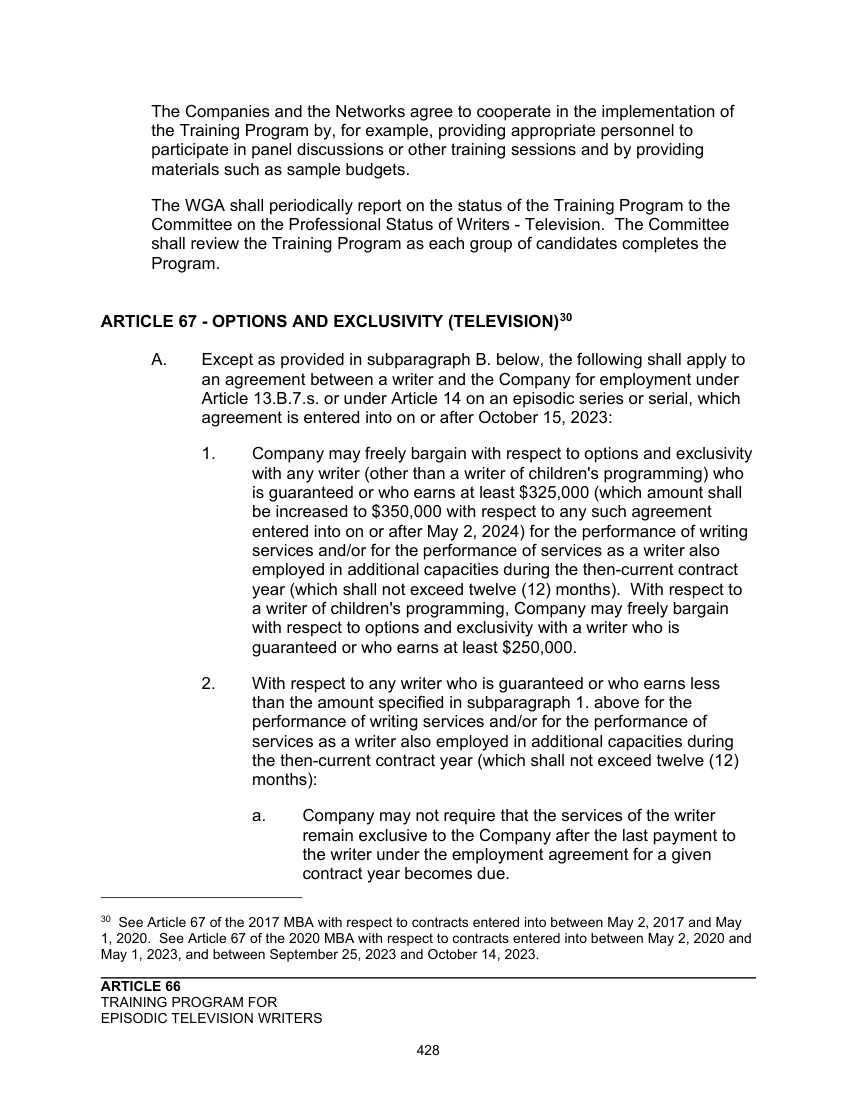 The Companies and the Networks agree to cooperate in the implementation of
the Training Program by, for example, providing appropriate personnel to
participate in panel discussions or other training sessions and by providing
materials such as sample budgets.
The WGA shall periodically report on the status of the Training Program to the
Committee on the Professional Status of Writers - Television.  The Committee
shall review the Training Program as each group of candidates completes the
Program.
ARTICLE 67 - OPTIONS AND EXCLUSIVITY (TELEVISION)30
A. Except as provided in subparagraph B. below, the following shall apply to
an agreement between a writer and the Company for employment under
Article 13.B.7.s. or under Article 14 on an episodic series or serial, which
agreement is entered into on or after October 15, 2023:
1. Company may freely bargain with respect to options and exclusivity
with any writer (other than a writer of children's programming) who
is guaranteed or who earns at least $325,000 (which amount shall
be increased to $350,000 with respect to any such agreement
entered into on or after May 2, 2024) for the performance of writing
services and/or for the performance of services as a writer also
employed in additional capacities during the then-current contract
year (which shall not exceed twelve (12) months).  With respect to
a writer of children's programming, Company may freely bargain
with respect to options and exclusivity with a writer who is
guaranteed or who earns at least $250,000.
2. With respect to any writer who is guaranteed or who earns less
than the amount specified in subparagraph 1. above for the
performance of writing services and/or for the performance of
services as a writer also employed in additional capacities during
the then-current contract year (which shall not exceed twelve (12)
months):
a. Company may not require that the services of the writer
remain exclusive to the Company after the last payment to
the writer under the employment agreement for a given
contract year becomes due.
30 See Article 67 of the 2017 MBA with respect to contracts entered into between May 2, 2017 and May
1, 2020.  See Article 67 of the 2020 MBA with respect to contracts entered into between May 2, 2020 and
May 1, 2023, and between September 25, 2023 and October 14, 2023.
ARTICLE 66
TRAINING PROGRAM FOR
EPISODIC TELEVISION WRITERS
428